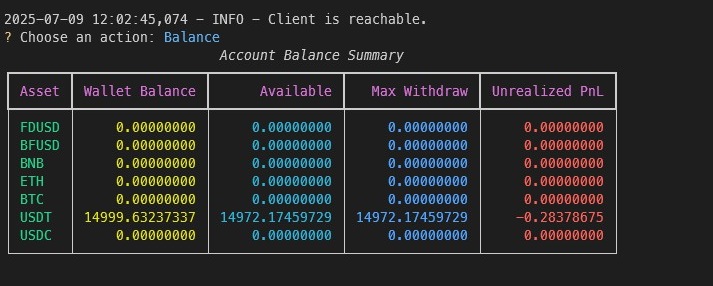 2025-07-09 12:02:45,074 - INFO - Client is reachable.
? Choose an action: Balance
Account Balance Summary
Asset Wallet Balance Available Max Withdraw Unrealized PnL
FDUSD 0.00000000 0.00000000 0.00000000 0.00000000
BFUSD 0.00000000 0.00000000 0.00000000 0.00000000
BNB 0.00000000 0.00000000 0.00000000 0.00000000
ETH 0.00000000 0.00000000 0.00000000 0.00000000
BTC 0.00000000 0.00000000 0.00000000 0.00000000
USDT 14999.63237337 14972.17459729 14972.17459729 -0.28378675
USDC 0.00000000 0.00000000 0.00000000 0.00000000